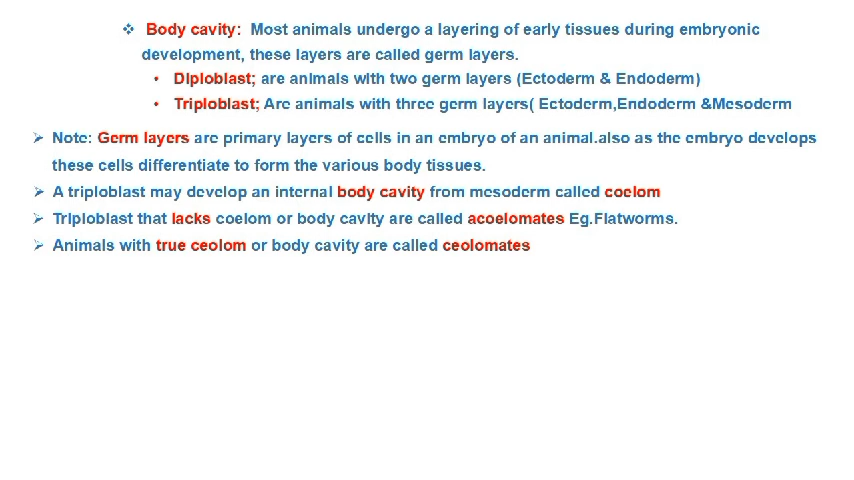 ❖ Body cavity: Most animals undergo a layering of early tissues during embryonic
development, these layers are called germ layers.
• Diploblast; are animals with two germ layers (Ectoderm & Endoderm)
• Triploblast; Are animals with three germ layers( Ectoderm,Endoderm &Mesoderm
➢ Note: Germ layers are primary layers of cells in an embryo of an animal.also as the embryo develops
these cells differentiate to form the various body tissues.
➢ A triploblast may develop an internal body cavity from mesoderm called coelom
➢ Triploblast that lacks coelom or body cavity are called acoelomates Eg.Flatworms.
➢ Animals with true ceolom or body cavity are called ceolomates